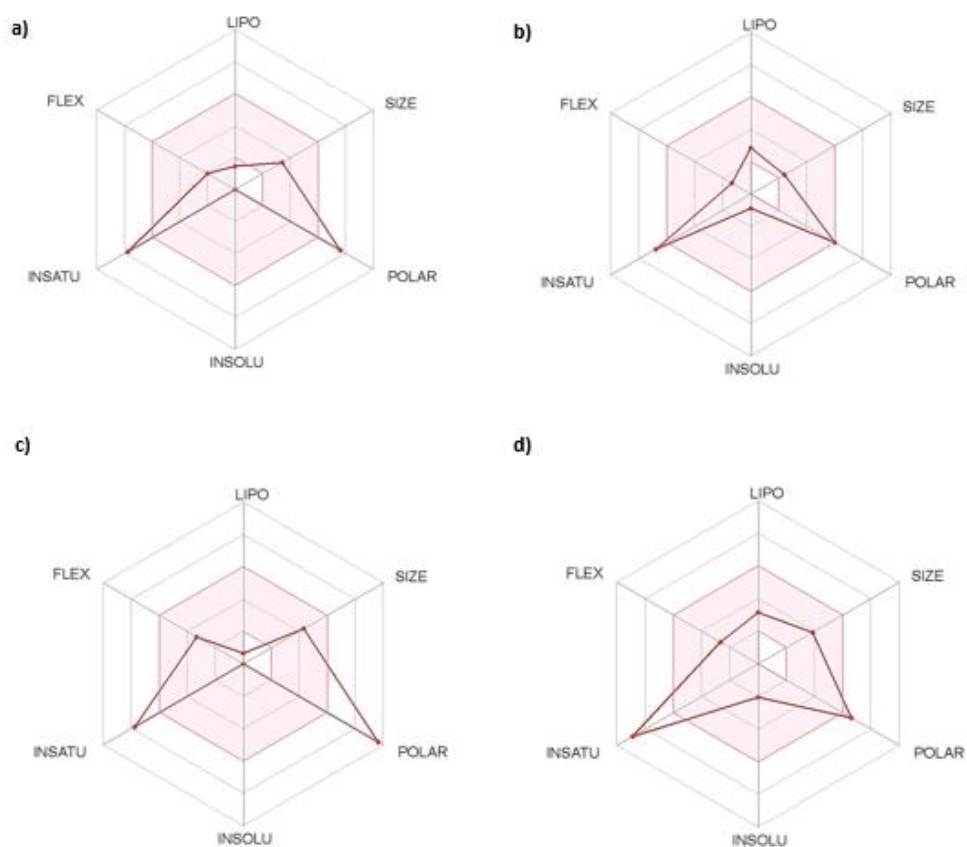 a)
LIPO
FLEX
SIZE
INSATU
POLAR
INSOLU
b)
LIPO
FLEX
SIZE
INSATU
POLAR
INSOLU
c)
LIPO
FLEX
SIZE
INSATU
POLAR
INSOLU
d)
LIPO
FLEX
SIZE
INSATU
POLAR
INSOLU